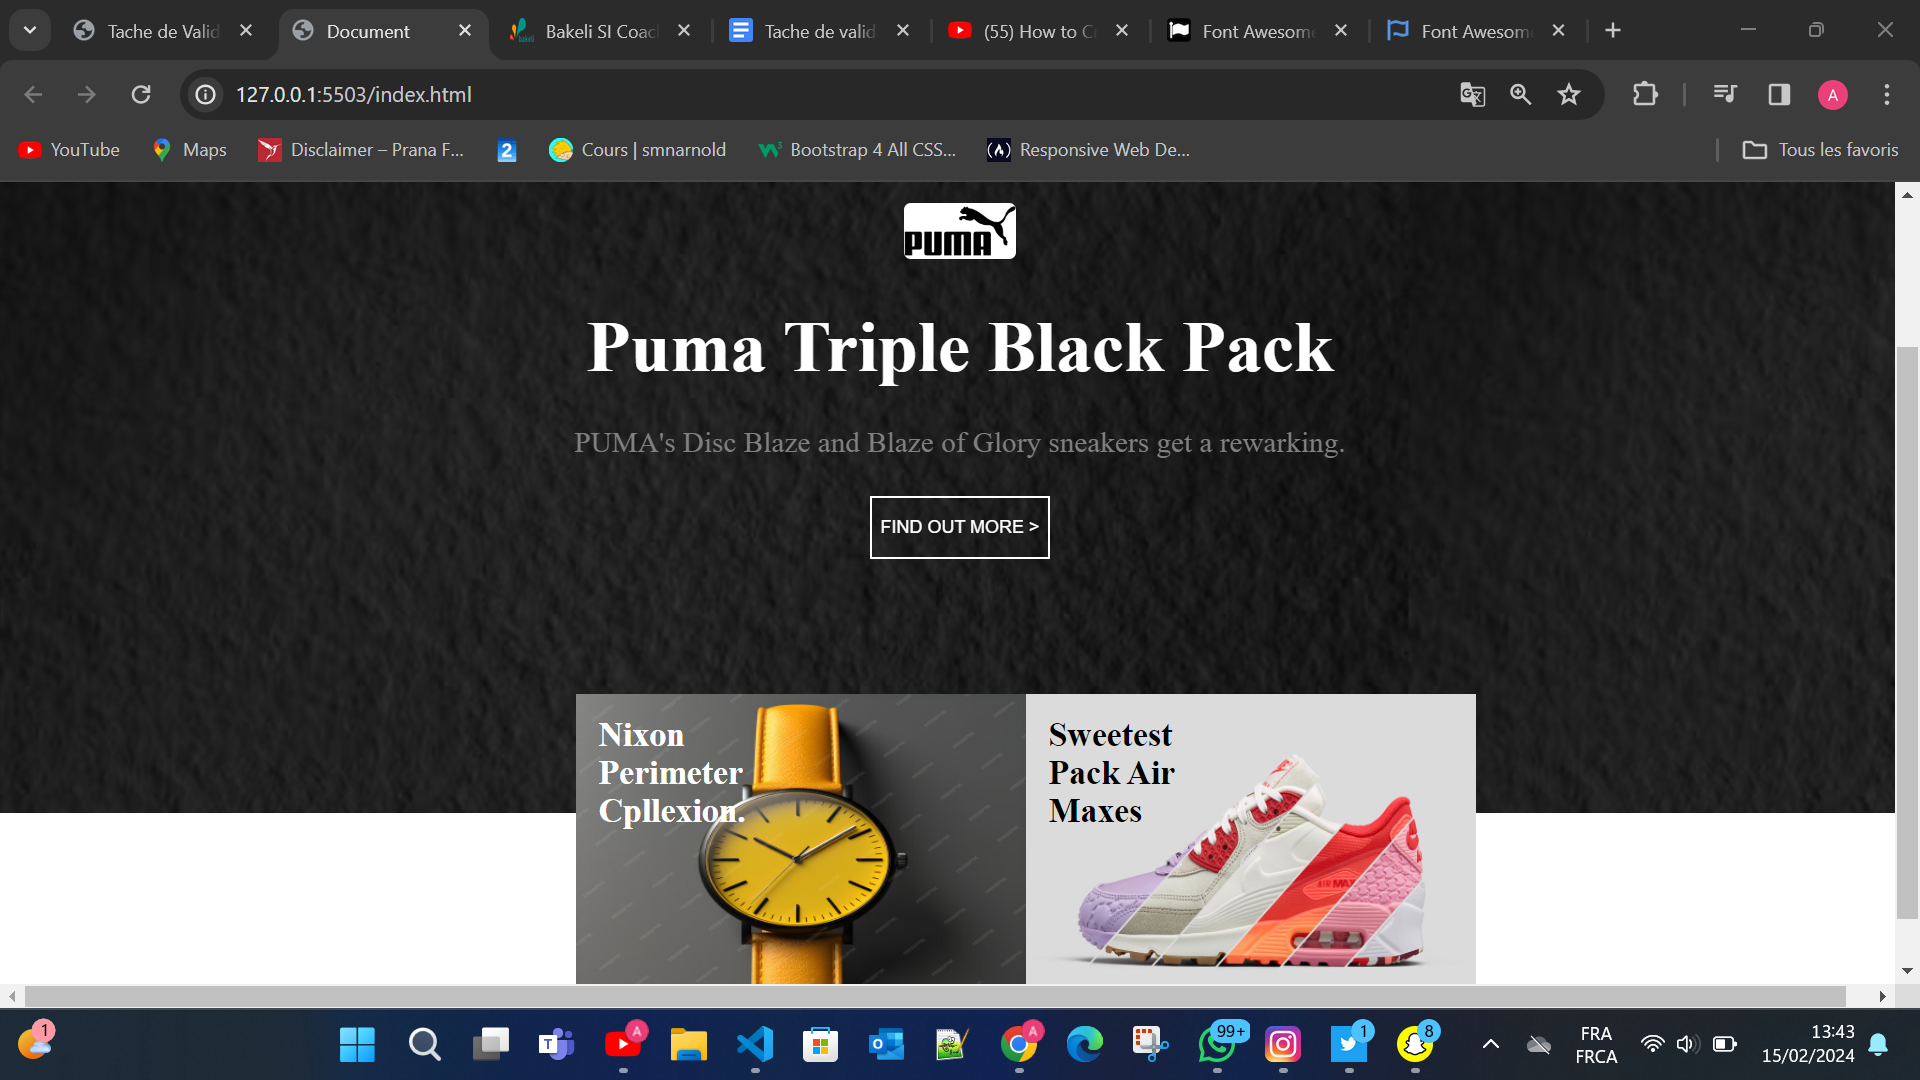 Tache de Valid
Document
Bakeli SI Coac
Tache de valid
(55) How to C
Font Awesom
Font Awesom
127.0.0.1:5503/index.html
A
YouTube
Maps
Disclaimer – Prana F...
2
Cours | smnarnold
Bootstrap 4 All CSS...
Responsive Web De...
Tous les favoris
PUMA
Puma Triple Black Pack
PUMA's Disc Blaze and Blaze of Glory sneakers get a rewarking.
FIND OUT MORE >
Nixon
Perimeter
Cpllexion.
Sweetest
Pack Air
Maxes
AIR MAX
1
A
A
99+
1
8
FRA
FRCA
13:43
15/02/2024